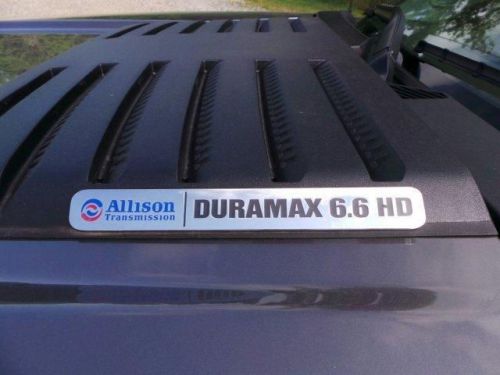 Allison
Transmission
DURAMAX 6.6 HD